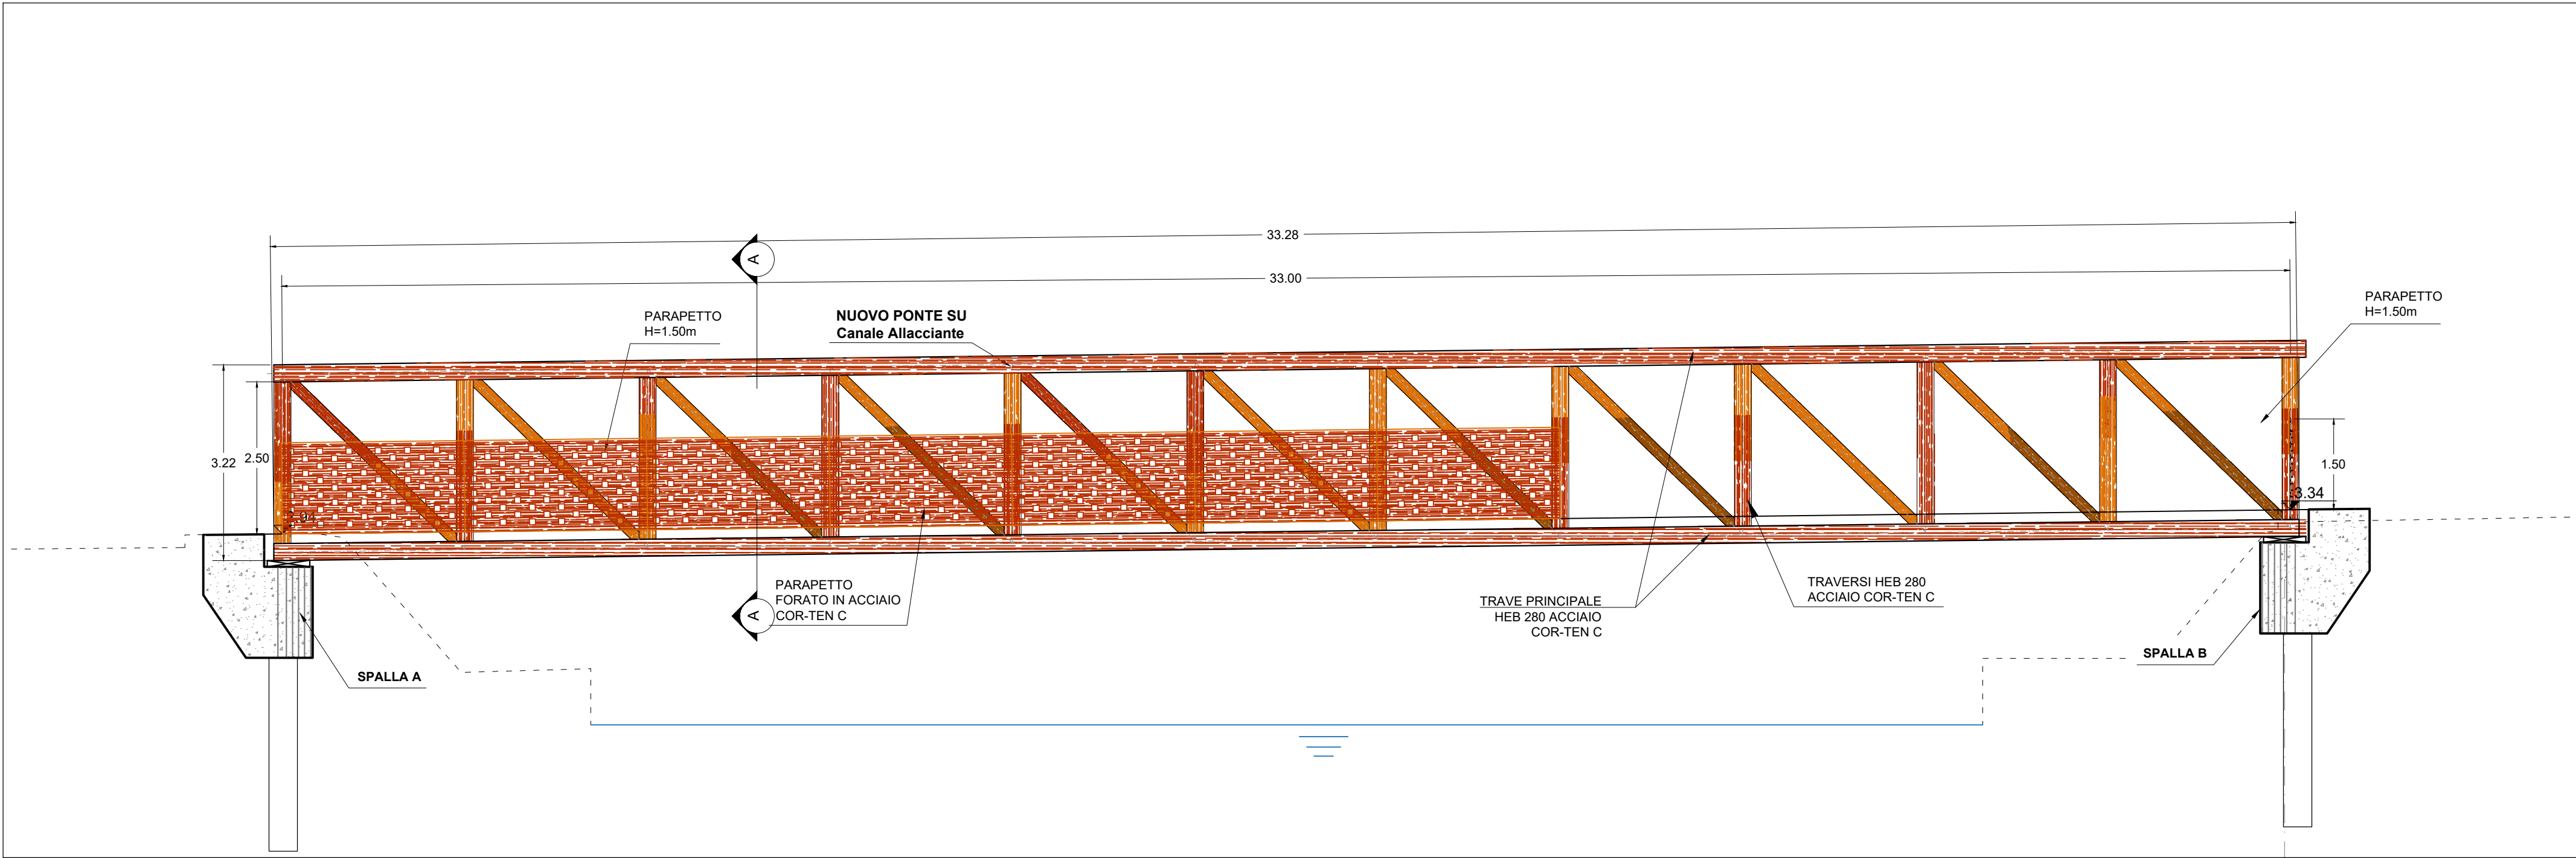 33.28
A
33.00
PARAPETTO
H=1.50m
PARAPETTO
H=1.50m
NUOVO PONTE SU
Canale Allacciante
3.22
2.50
1.50
3.34
PARAPETTO
FORATO IN ACCIAIO
COR-TEN C
A
TRAVE PRINCIPALE
HEB 280 ACCIAIO
COR-TEN C
TRAVERSI HEB 280
ACCIAIO COR-TEN C
SPALLA A
SPALLA B